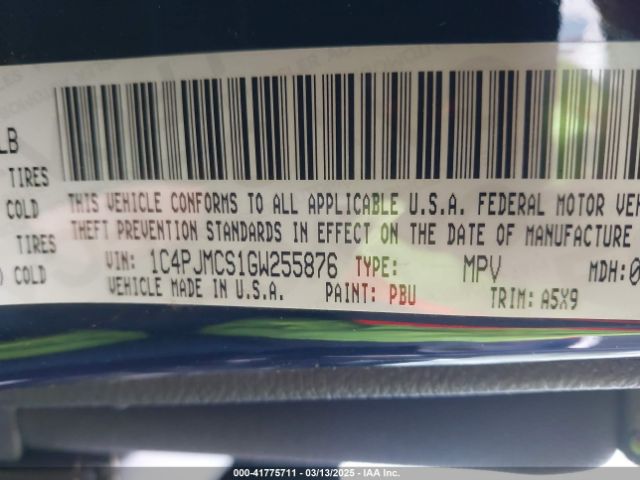 LB
TIRES
COLD
TIRES
) COLD
THIS VEHICLE CONFORMS TO ALL APPLICABLE U.S.A. FEDERAL MOTOR VEH
THEFT PREVENTION STANDARDS IN EFFECT ON THE DATE OF MANUFACTURE
VIN: 1C4PJMCS1GW255876 TYPE: MPV MDH:0
VEHICLE MADE IN U.S.A. PAINT: PBU TRIM: A5X9
000-41775711 - 03/13/2025 - IAA Inc.